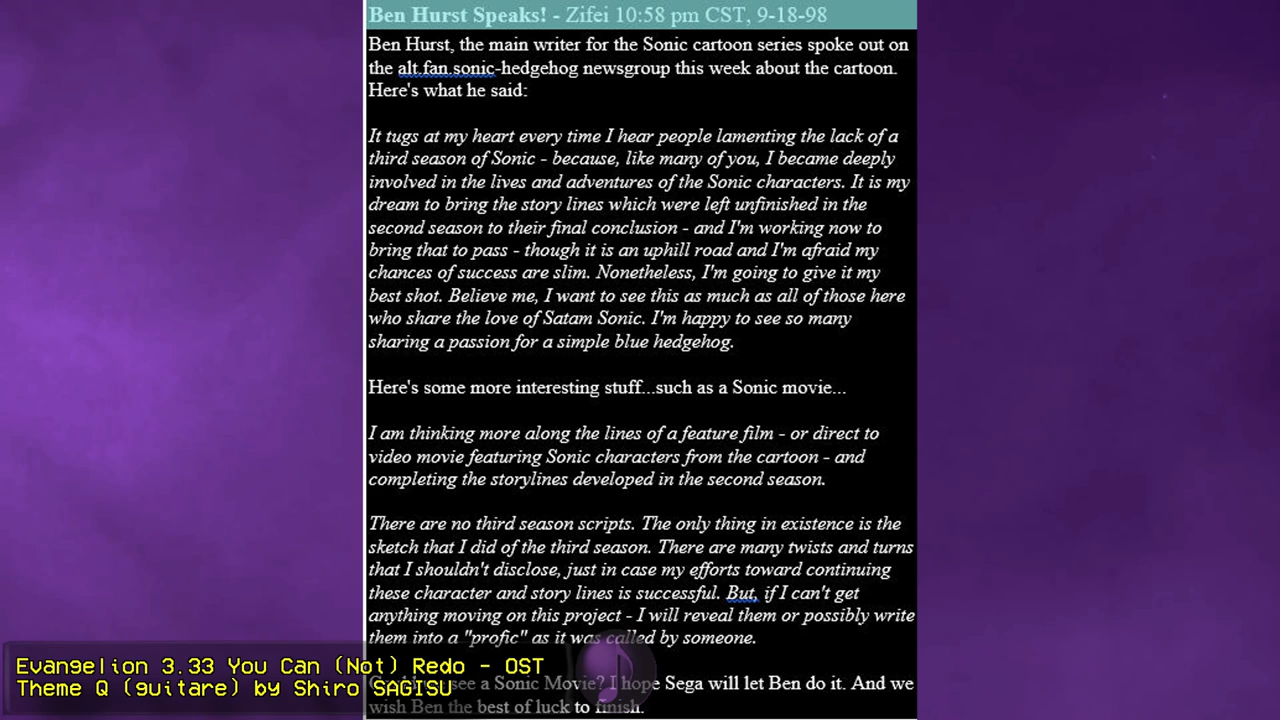 Ben Hurst Speaks! - Zifei 10:58 pm CST, 9-18-98
Ben Hurst, the main writer for the Sonic cartoon series spoke out on
the alt.fan.sonic-hedgehog newsgroup this week about the cartoon.
Here's what he said:
It tugs at my heart every time I hear people lamenting the lack of a
third season of Sonic - because, like many of you, I became deeply
involved in the lives and adventures of the Sonic characters. It is my
dream to bring the story lines which were left unfinished in the
second season to their final conclusion - and I'm working now to
bring that to pass - though it is an uphill road and I'm afraid my
chances of success are slim. Nonetheless, I'm going to give it my
best shot. Believe me, I want to see this as much as all of those here
who share the love of Satam Sonic. I'm happy to see so many
sharing a passion for a simple blue hedgehog.
Here's some more interesting stuff...such as a Sonic movie...
I am thinking more along the lines of a feature film - or direct to
video movie featuring Sonic characters from the cartoon - and
completing the storylines developed in the second season.
There are no third season scripts. The only thing in existence is the
sketch that I did of the third season. There are many twists and turns
that I shouldn't disclose, just in case my efforts toward continuing
these character and story lines is successful. But, if I can't get
anything moving on this project - I will reveal them or possibly write
them into a "profic" as it was called by someone.
see a Sonic Movie? I hope Sega will let Ben do it. And we
wish Ben the best of luck to finish.
Evangelion 3.33 You Can (Not) Redo - OST
Theme Q (guitare) by Shiro SAGISU